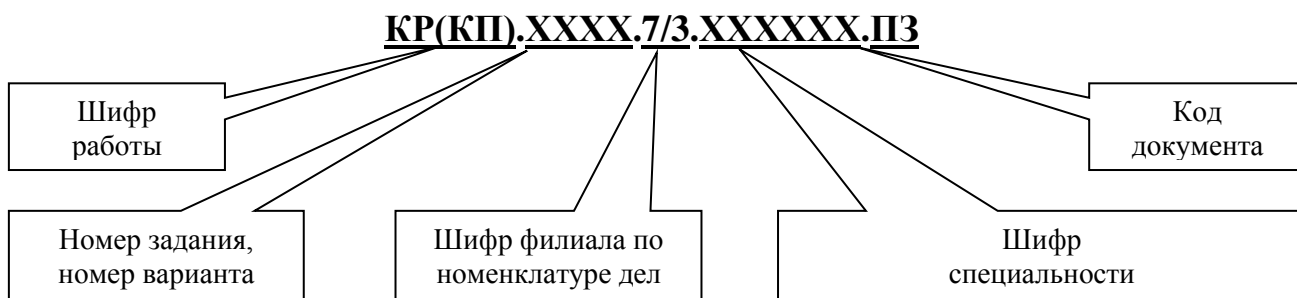 КР(КП).ХХХХ.7/3.ХХХХХХ.ПЗ
Шифр
работы
Код
документа
Номер задания,
номер варианта
Шифр филиала по
номенклатуре дел
Шифр
специальности